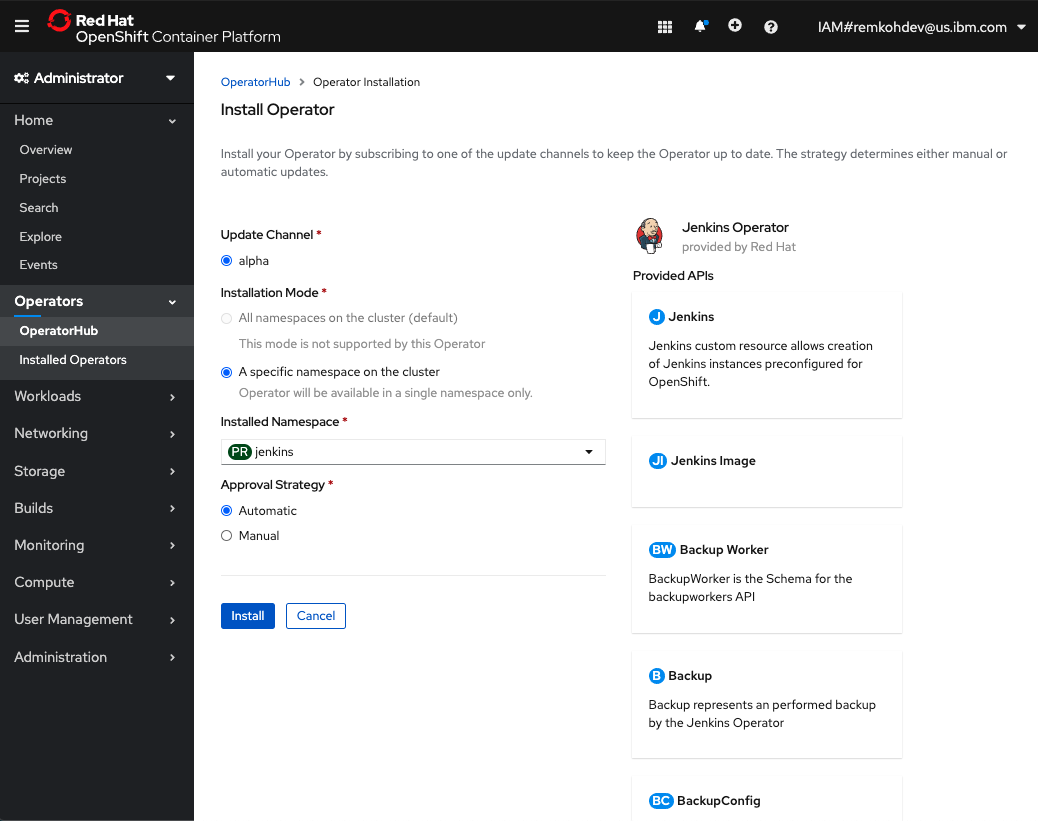 Red Hat
OpenShift Container Platform
IAM#remkohdev@us.ibm.com
Administrator
Home
Overview
Projects
Search
Explore
Events
Operators
OperatorHub
Installed Operators
Workloads
Networking
Storage
Builds
Monitoring
Compute
User Management
Administration
OperatorHub > Operator Installation
Install Operator
Install your Operator by subscribing to one of the update channels to keep the Operator up to date. The strategy determines either manual or
automatic updates.
Update Channel *
alpha
Installation Mode *
All namespaces on the cluster (default)
This mode is not supported by this Operator
A specific namespace on the cluster
Operator will be available in a single namespace only.
Installed Namespace *
PR jenkins
Approval Strategy *
Automatic
Manual
Install
Cancel
Jenkins Operator
provided by Red Hat
Provided APIs
J Jenkins
Jenkins custom resource allows creation
of Jenkins instances preconfigured for
OpenShift.
JI Jenkins Image
BW Backup Worker
BackupWorker is the Schema for the
backupworkers API
B Backup
Backup represents an performed backup
by the Jenkins Operator
BC BackupConfig